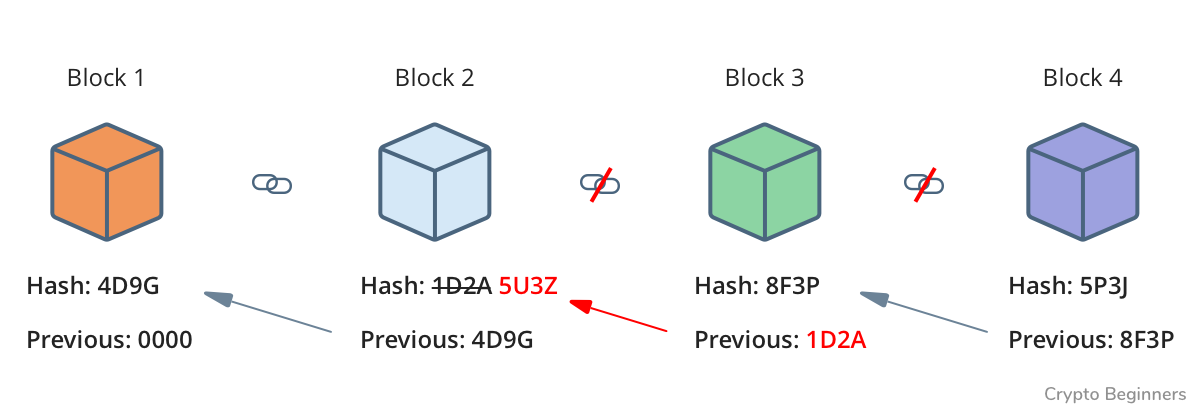 Block 1
Block 2
Block 3
Block 4
Hash: 4D9G
Hash: 1D2A 5U3Z
Hash: 8F3P
Hash: 5P3J
Previous: 0000
Previous: 4D9G
Previous: 1D2A
Previous: 8F3P
Crypto Beginners